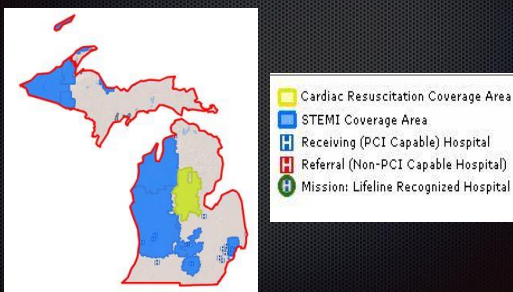 Cardiac Resuscitation Coverage Area
STEMI Coverage Area
H Receiving (PCI Capable) Hospital
H Referral (Non-PCI Capable Hospital)
H Mission: Lifeline Recognized Hospital